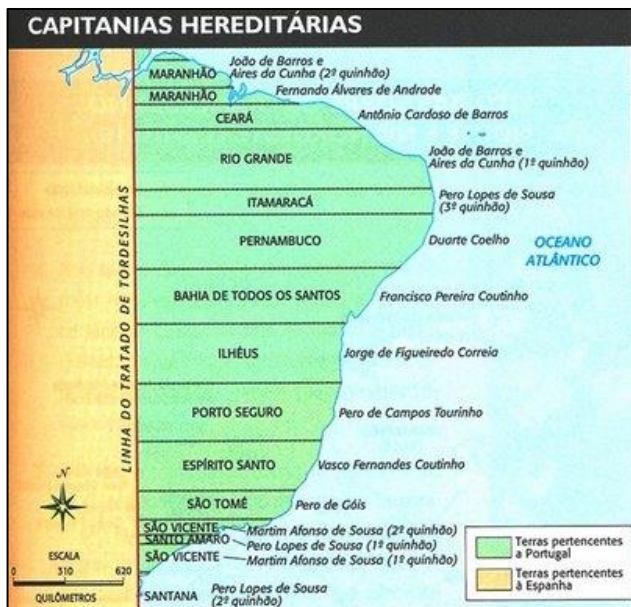 CAPITANIAS HEREDITÁRIAS
João de Barros e
Aires da Cunha (2º quinhão)
MARANHÃO
MARANHÃO
Fernando Álvares de Andrade
CEARÁ
Antônio Cardoso de Barros
RIO GRANDE
João de Barros e
Aires da Cunha (1º quinhão)
ITAMARACÁ
Pero Lopes de Sousa
(3º quinhão)
PERNAMBUCO
Duarte Coelho
OCEANO
ATLÂNTICO
BAHIA DE TODOS OS SANTOS
Francisco Pereira Coutinho
ILHÉUS
Jorge de Figueiredo Correia
PORTO SEGURO
Pero de Campos Tourinho
ESPÍRITO SANTO
Vasco Fernandes Coutinho
SÃO TOMÉ
Pero de Góis
SÃO VICENTE
Martim Afonso de Sousa (2º quinhão)
SANTO AMARO
Pero Lopes de Sousa (1º quinhão)
SÃO VICENTE
Martim Afonso de Sousa (1º quinhão)
SANTANA
Pero Lopes de Sousa
(2º quinhão)
LINHA DO TRATADO DE TORDESILHAS
N
ESCALA
0 310 620
QUILÔMETROS
Terras pertencentes
a Portugal
Terras pertencentes
à Espanha